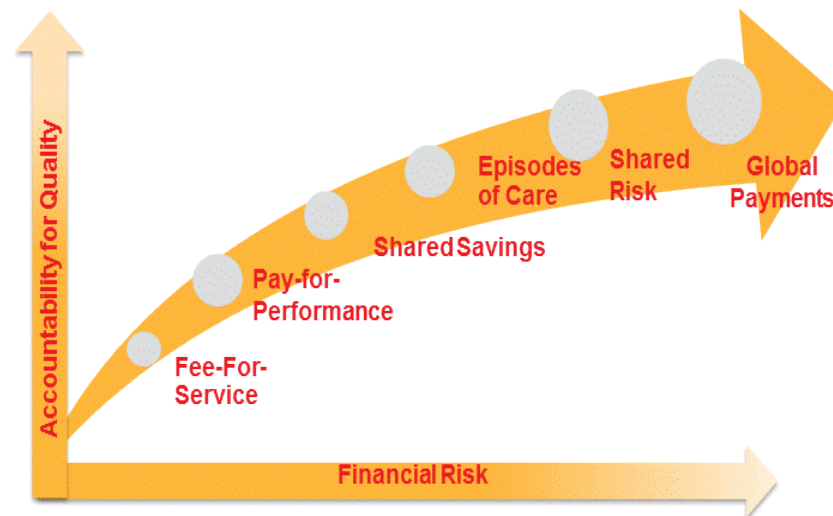 Accountability for Quality
Episodes
of Care
Shared
Risk
Global
Payments
Shared Savings
Pay-for-
Performance
Fee-For-
Service
Financial Risk